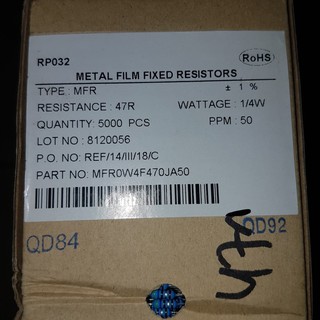 RP032 RoHS
METAL FILM FIXED RESISTORS
TYPE : MFR ± 1 %
RESISTANCE : 47R WATTAGE : 1/4W
QUANTITY: 5000 PCS PPM : 50
LOT NO : 8120056
P.O. NO: REF/14/III/18/C
PART NO: MFR0W4F470JA50
QD84 QD92
4th